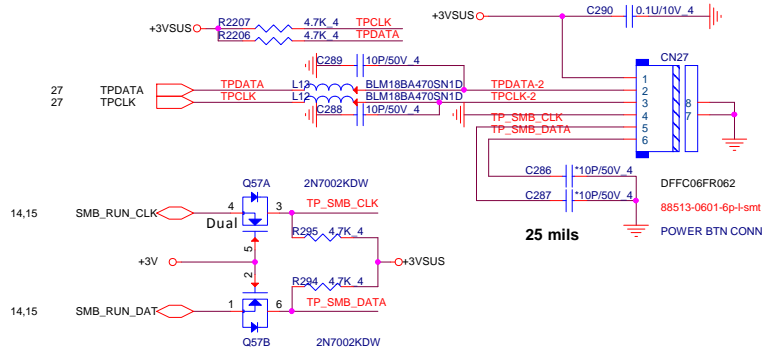 R2207 4.7K_4 TPCLK
+3VSUS
R2206 4.7K_4 TPDATA
+3VSUS
C290 0.1U/10V_4
CN27
C289 10P/50V_4
27 TPDATA TPDATA L13 BLM18BA470SN1D TPDATA-2
27 TPCLK TPCLK L12 BLM18BA470SN1D TPCLK-2
C288 10P/50V_4
TP_SMB_CLK
TP_SMB_DATA
1
2
3
4
5
6
8
7
C286 *10P/50V_4
C287 *10P/50V_4
DFFC06FR062
88513-0601-6p-l-smt
POWER BTN CONN
25 mils
Q57A 2N7002KDW
14,15 SMB_RUN_CLK 4 3 TP_SMB_CLK
Dual
R295 4.7K_4
5
+3V +3VSUS
2
R294 4.7K_4
14,15 SMB_RUN_DAT 1 6 TP_SMB_DATA
Q57B 2N7002KDW